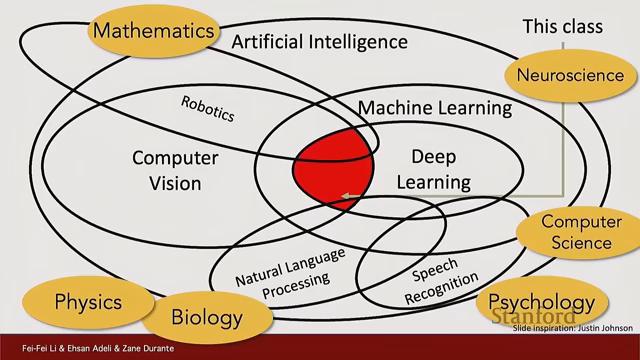 This class
Mathematics
Artificial Intelligence
Neuroscience
Robotics
Machine Learning
Computer
Vision
Deep
Learning
Computer
Science
Natural Language
Processing
Speech
Recognition
Physics
Biology
Psychology
Stanford
Slide inspiration: Justin Johnson
Fei-Fei Li & Ehsan Adeli & Zane Durante